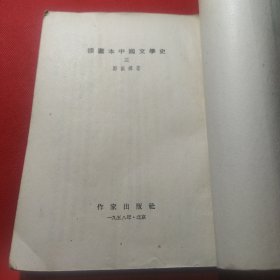 插圖本中國文學史
三
鄭振鐸著
作家出版社
一九五八年·北京